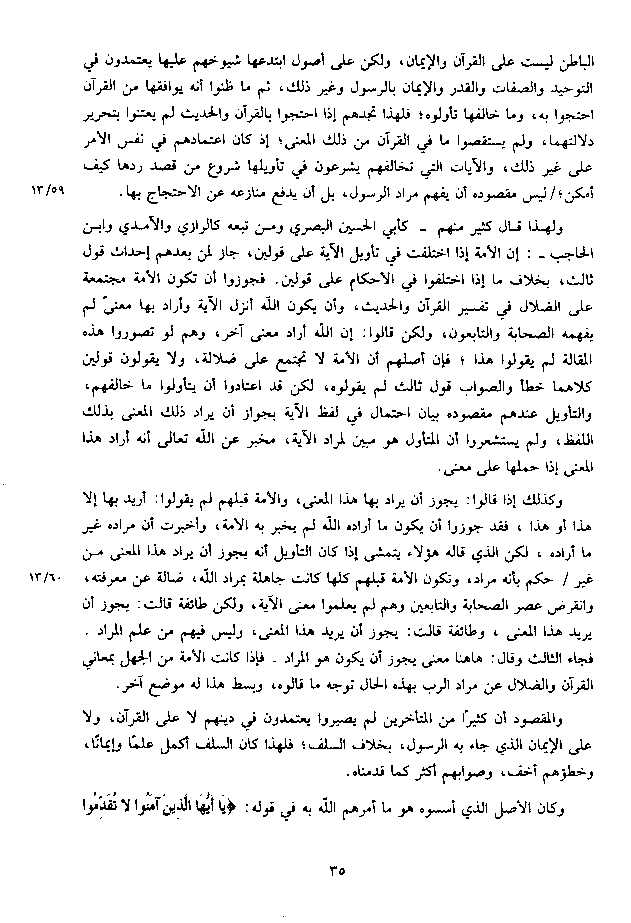 الباطن ليست على القرآن والإيمان، ولكن على أصول ابتدعها شيوخهم عليها يعتمدون في
التوحيد والصفات والقدر والإيمان بالرسول وغير ذلك، ثم ما ظنوا أنه يوافقها من القرآن
احتجوا به، وما خالفها تأولوه؛ فلهذا تجدهم إذا احتجوا بالقرآن والحديث لم يعتنوا بتحرير
دلالتهما، ولم يستقصوا ما في القرآن من ذلك المعنى؛ إذ كان اعتمادهم في نفس الأمر
على غير ذلك، والآيات التي تخالفهم يشرعون في تأويلها شروع من قصد ردها كيف
أمكن؛/ ليس مقصوده أن يفهم مراد الرسول، بل أن يدفع منازعه عن الاحتجاج بها. ١٣/٥٩
ولهذا قال كثير منهم ـ كأبي الحسين البصري ومن تبعه كالرازي والآمدي وابن
الحاجب ـ : إن الأمة إذا اختلفت في تأويل الآية على قولين، جاز لمن بعدهم إحداث قول
ثالث، بخلاف ما إذا اختلفوا في الأحكام على قولين. فجوزوا أن تكون الأمة مجتمعة
على الضلال في تفسير القرآن والحديث، وأن يكون الله أنزل الآية وأراد بها معنىً لم
يفهمه الصحابة والتابعون، ولكن قالوا: إن الله أراد معنى آخر، وهم لو تصوروا هذه
المقالة لم يقولوا هذا ؛ فإن أصلهم أن الأمة لا تجتمع على ضلالة، ولا يقولون قولين
كلاهما خطأ والصواب قول ثالث لم يقولوه، لكن قد اعتادوا أن يتأولوا ما خالفهم،
والتأويل عندهم مقصوده بيان احتمال في لفظ الآية بجواز أن يراد ذلك المعنى بذلك
اللفظ، ولم يستشعروا أن المتأول هو مبين لمراد الآية، مخبر عن الله تعالى أنه أراد هذا
المعنى إذا حملها على معنى.
وكذلك إذا قالوا: يجوز أن يراد بها هذا المعنى، والأمة قبلهم لم يقولوا: أريد بها إلا
هذا أو هذا ، فقد جوزوا أن يكون ما أراده الله لم يخبر به الأمة، وأخبرت أن مراده غير
ما أراده ، لكن الذي قاله هؤلاء يتمشى إذا كان التأويل أنه يجوز أن يراد هذا المعنى من
غير / حكم بأنه مراد، وتكون الأمة قبلهم كلها كانت جاهلة بمراد الله، ضالة عن معرفته، ١٣/٦٠
وانقرض عصر الصحابة والتابعين وهم لم يعلموا معنى الآية، ولكن طائفة قالت: يجوز أن
يريد هذا المعنى ، وطائفة قالت: يجوز أن يريد هذا المعنى، وليس فيهم من علم المراد .
فجاء الثالث وقال: هاهنا معنى يجوز أن يكون هو المراد . فإذا كانت الأمة من الجهل بمعاني
القرآن والضلال عن مراد الرب بهذه الحال توجه ما قالوه، وبسط هذا له موضع آخر.
والمقصود أن كثيرًا من المتأخرين لم يصيروا يعتمدون في دينهم لا على القرآن، ولا
على الإيمان الذي جاء به الرسول، بخلاف السلف؛ فلهذا كان السلف أكمل علمًا وإيمانًا،
وخطؤهم أخف، وصوابهم أكثر كما قدمناه.
وكان الأصل الذي أسسوه هو ما أمرهم الله به في قوله: ﴿يَا أَيُّهَا الَّذِينَ آمَنُوا لا تُقَدِّمُوا
٣٥